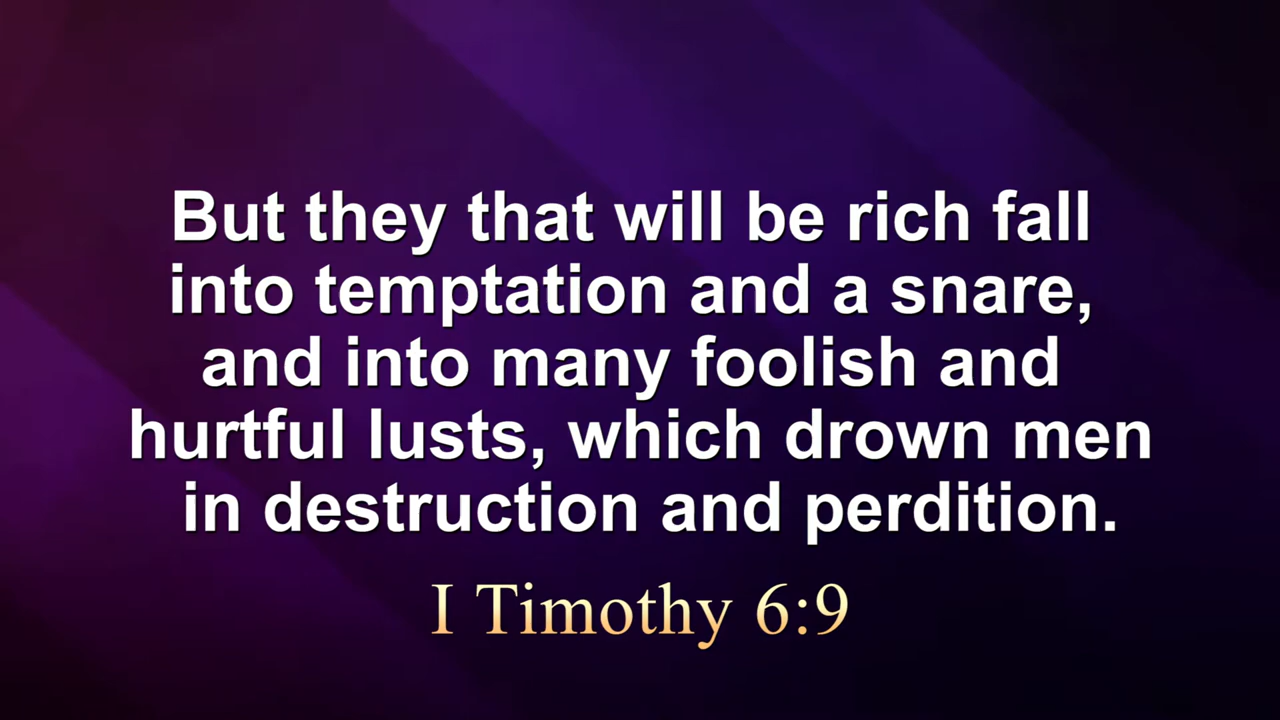 But they that will be rich fall
into temptation and a snare,
and into many foolish and
hurtful lusts, which drown men
in destruction and perdition.
I Timothy 6:9